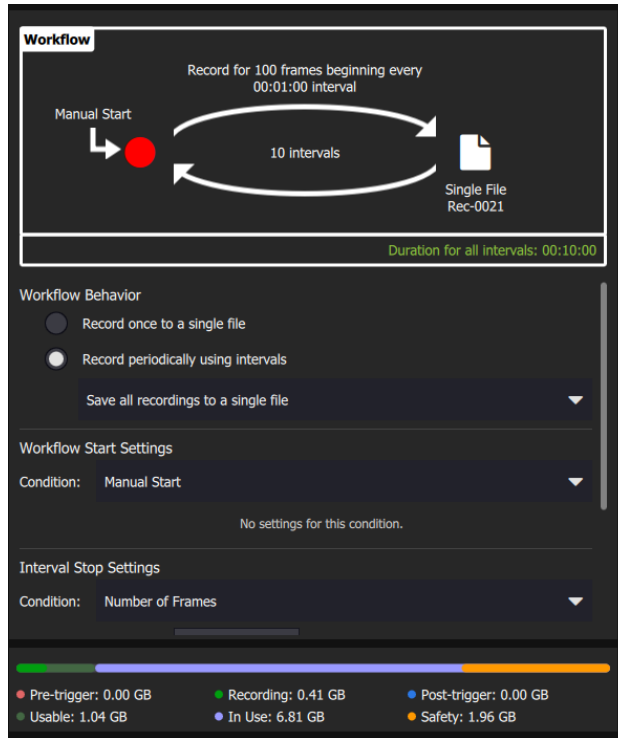 Workflow
Record for 100 frames beginning every
00:01:00 interval
Manual Start
10 intervals
Single File
Rec-0021
Duration for all intervals: 00:10:00
Workflow Behavior
Record once to a single file
Record periodically using intervals
Save all recordings to a single file
Workflow Start Settings
Condition: Manual Start
No settings for this condition.
Interval Stop Settings
Condition: Number of Frames
Pre-trigger: 0.00 GB Recording: 0.41 GB Post-trigger: 0.00 GB
Usable: 1.04 GB In Use: 6.81 GB Safety: 1.96 GB